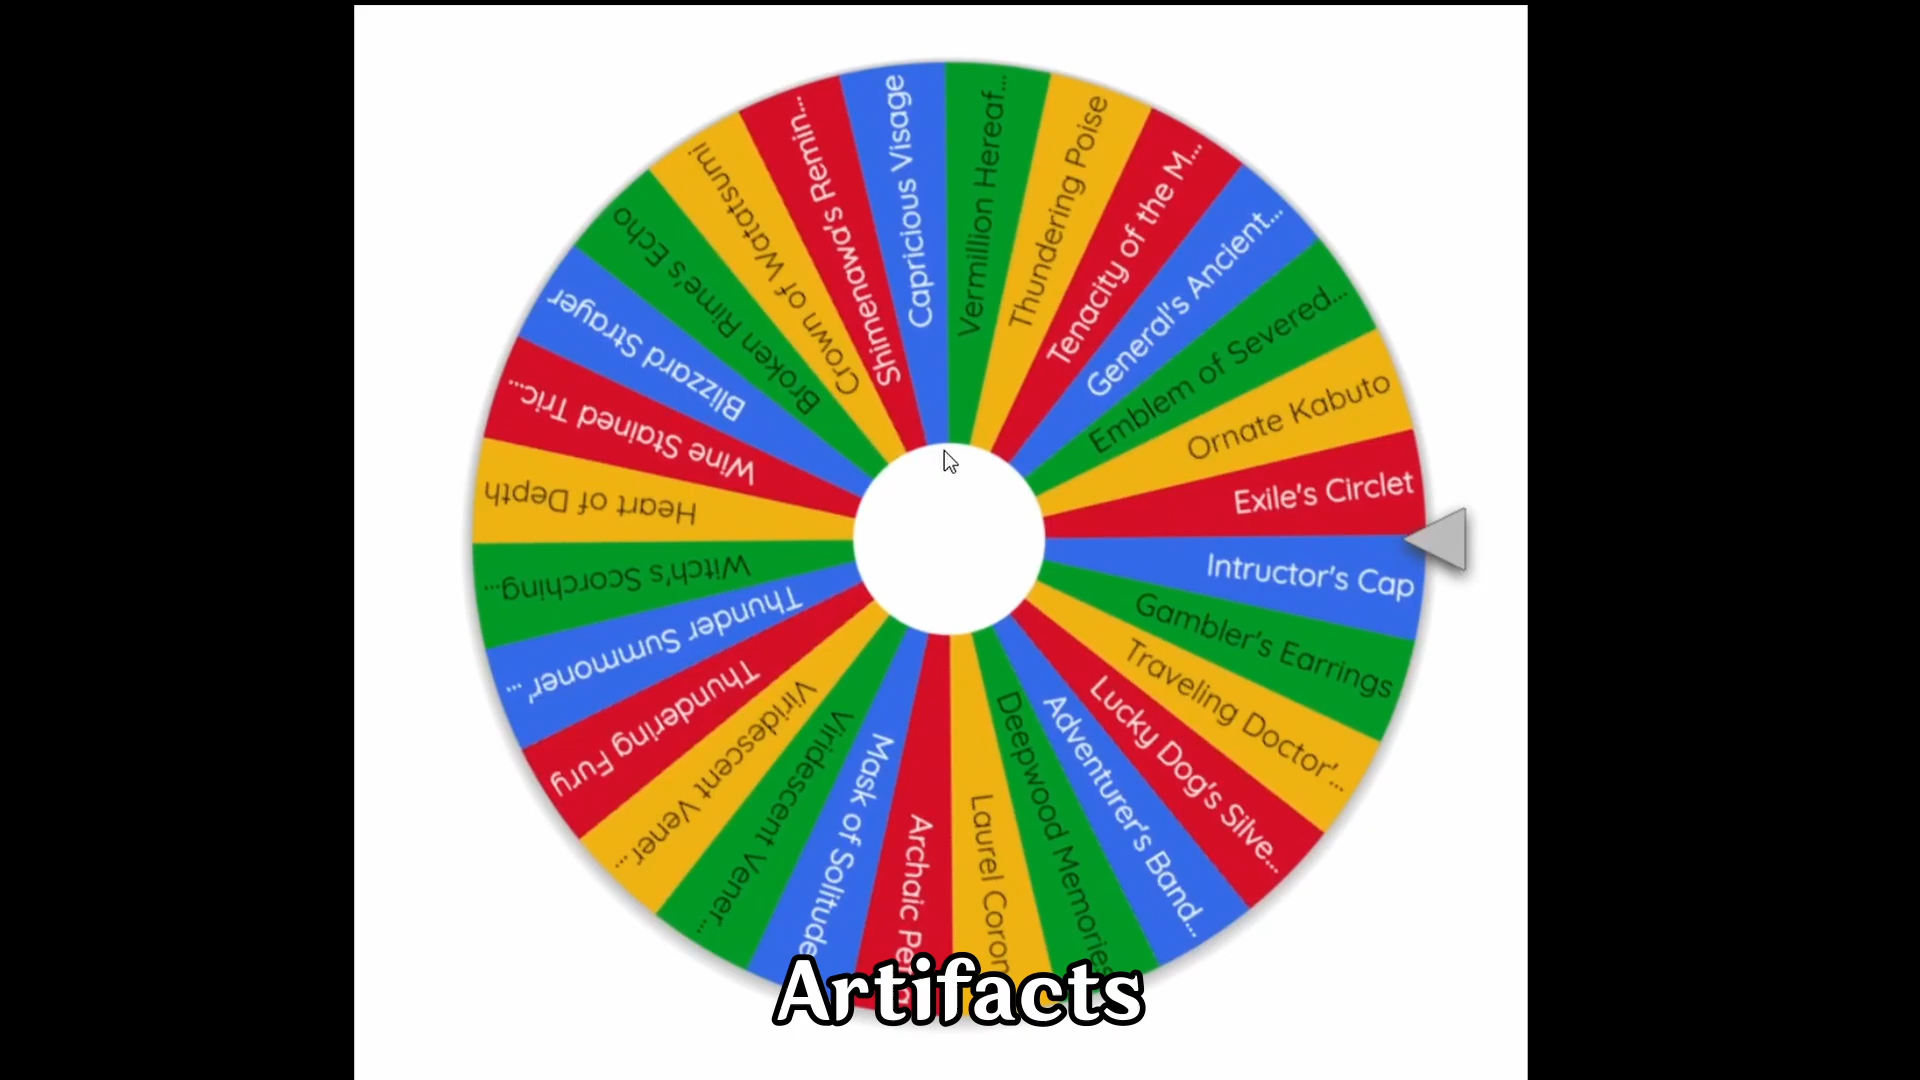 Vermillion Hereaf...
Thundering Poise
Tenacity of the M...
General's Ancient...
Emblem of Severed...
Ornate Kabuto
Exile's Circlet
Intructor's Cap
Gambler's Earrings
Traveling Doctor'...
Lucky Dog's Silve...
Adventurer's Band...
Deepwood Memories
Laurel Coron
Archaic Pe
Mask of Solitude
Viridescent Vener...
Viridescent Vener...
Thundering Fury
Thunder Summoner'...
Witch's Scorching...
Heart of Depth
Wine Stained Tric...
Blizzard Strayer
Broken Rime's Echo
Crown of Watatsumi
Shimenawa's Remin...
Capricious Visage
Artifacts